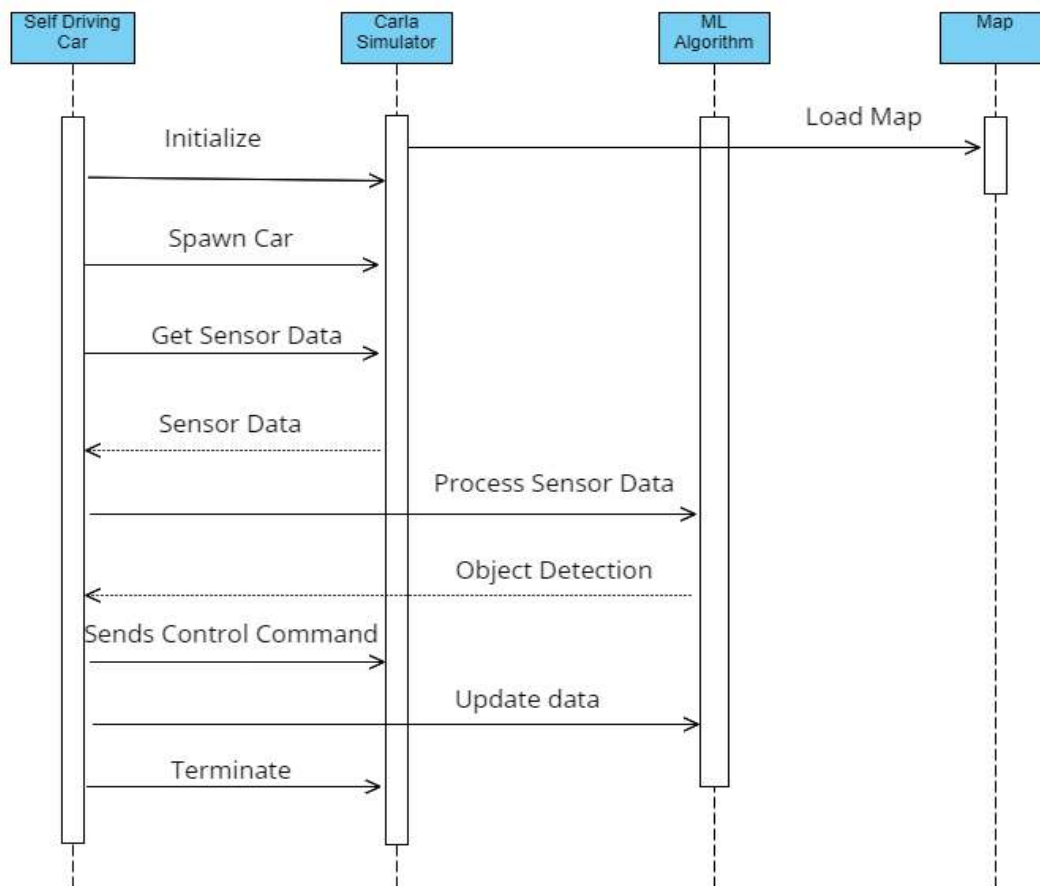 Self Driving
Car
Carla
Simulator
ML
Algorithm
Map
Load Map
Initialize
Spawn Car
Get Sensor Data
Sensor Data
Process Sensor Data
Object Detection
Sends Control Command
Update data
Terminate